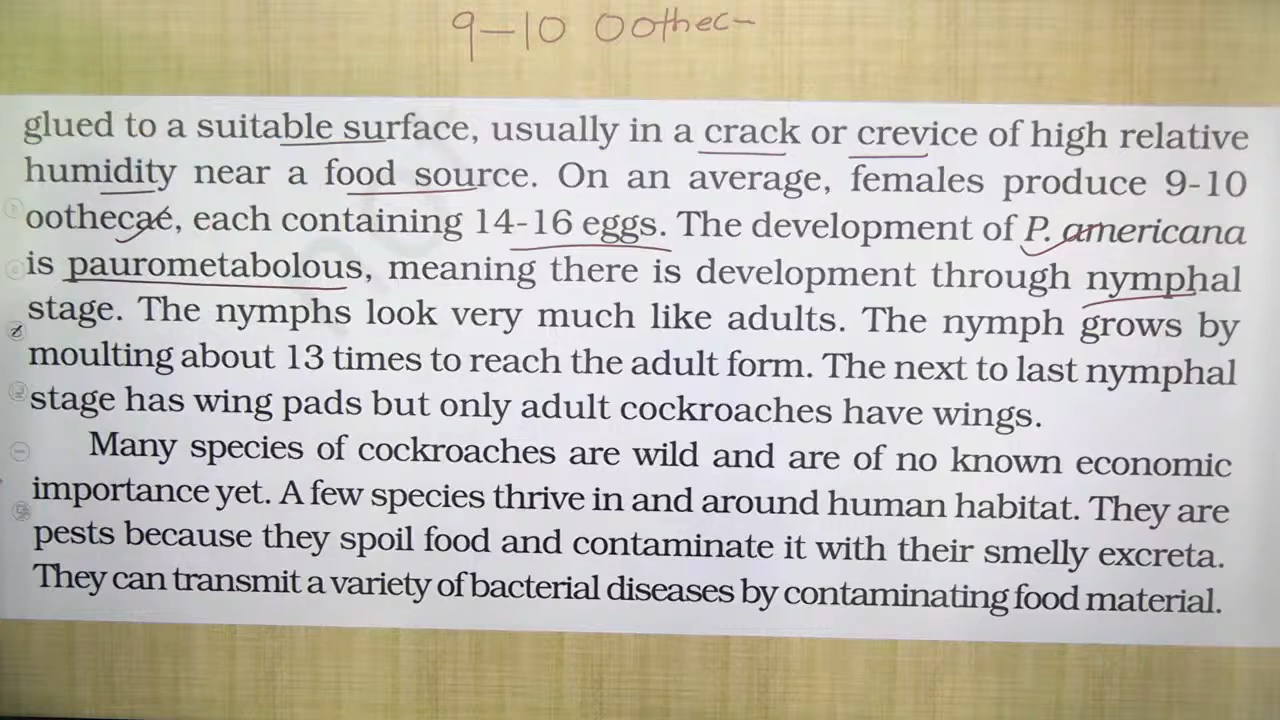 9-10 Oothec-
glued to a suitable surface, usually in a crack or crevice of high relative
humidity near a food source. On an average, females produce 9-10
oothecae, each containing 14-16 eggs. The development of P. americana
is paurometabolous, meaning there is development through nymphal
stage. The nymphs look very much like adults. The nymph grows by
moulting about 13 times to reach the adult form. The next to last nymphal
stage has wing pads but only adult cockroaches have wings.
Many species of cockroaches are wild and are of no known economic
importance yet. A few species thrive in and around human habitat. They are
pests because they spoil food and contaminate it with their smelly excreta.
They can transmit a variety of bacterial diseases by contaminating food material.